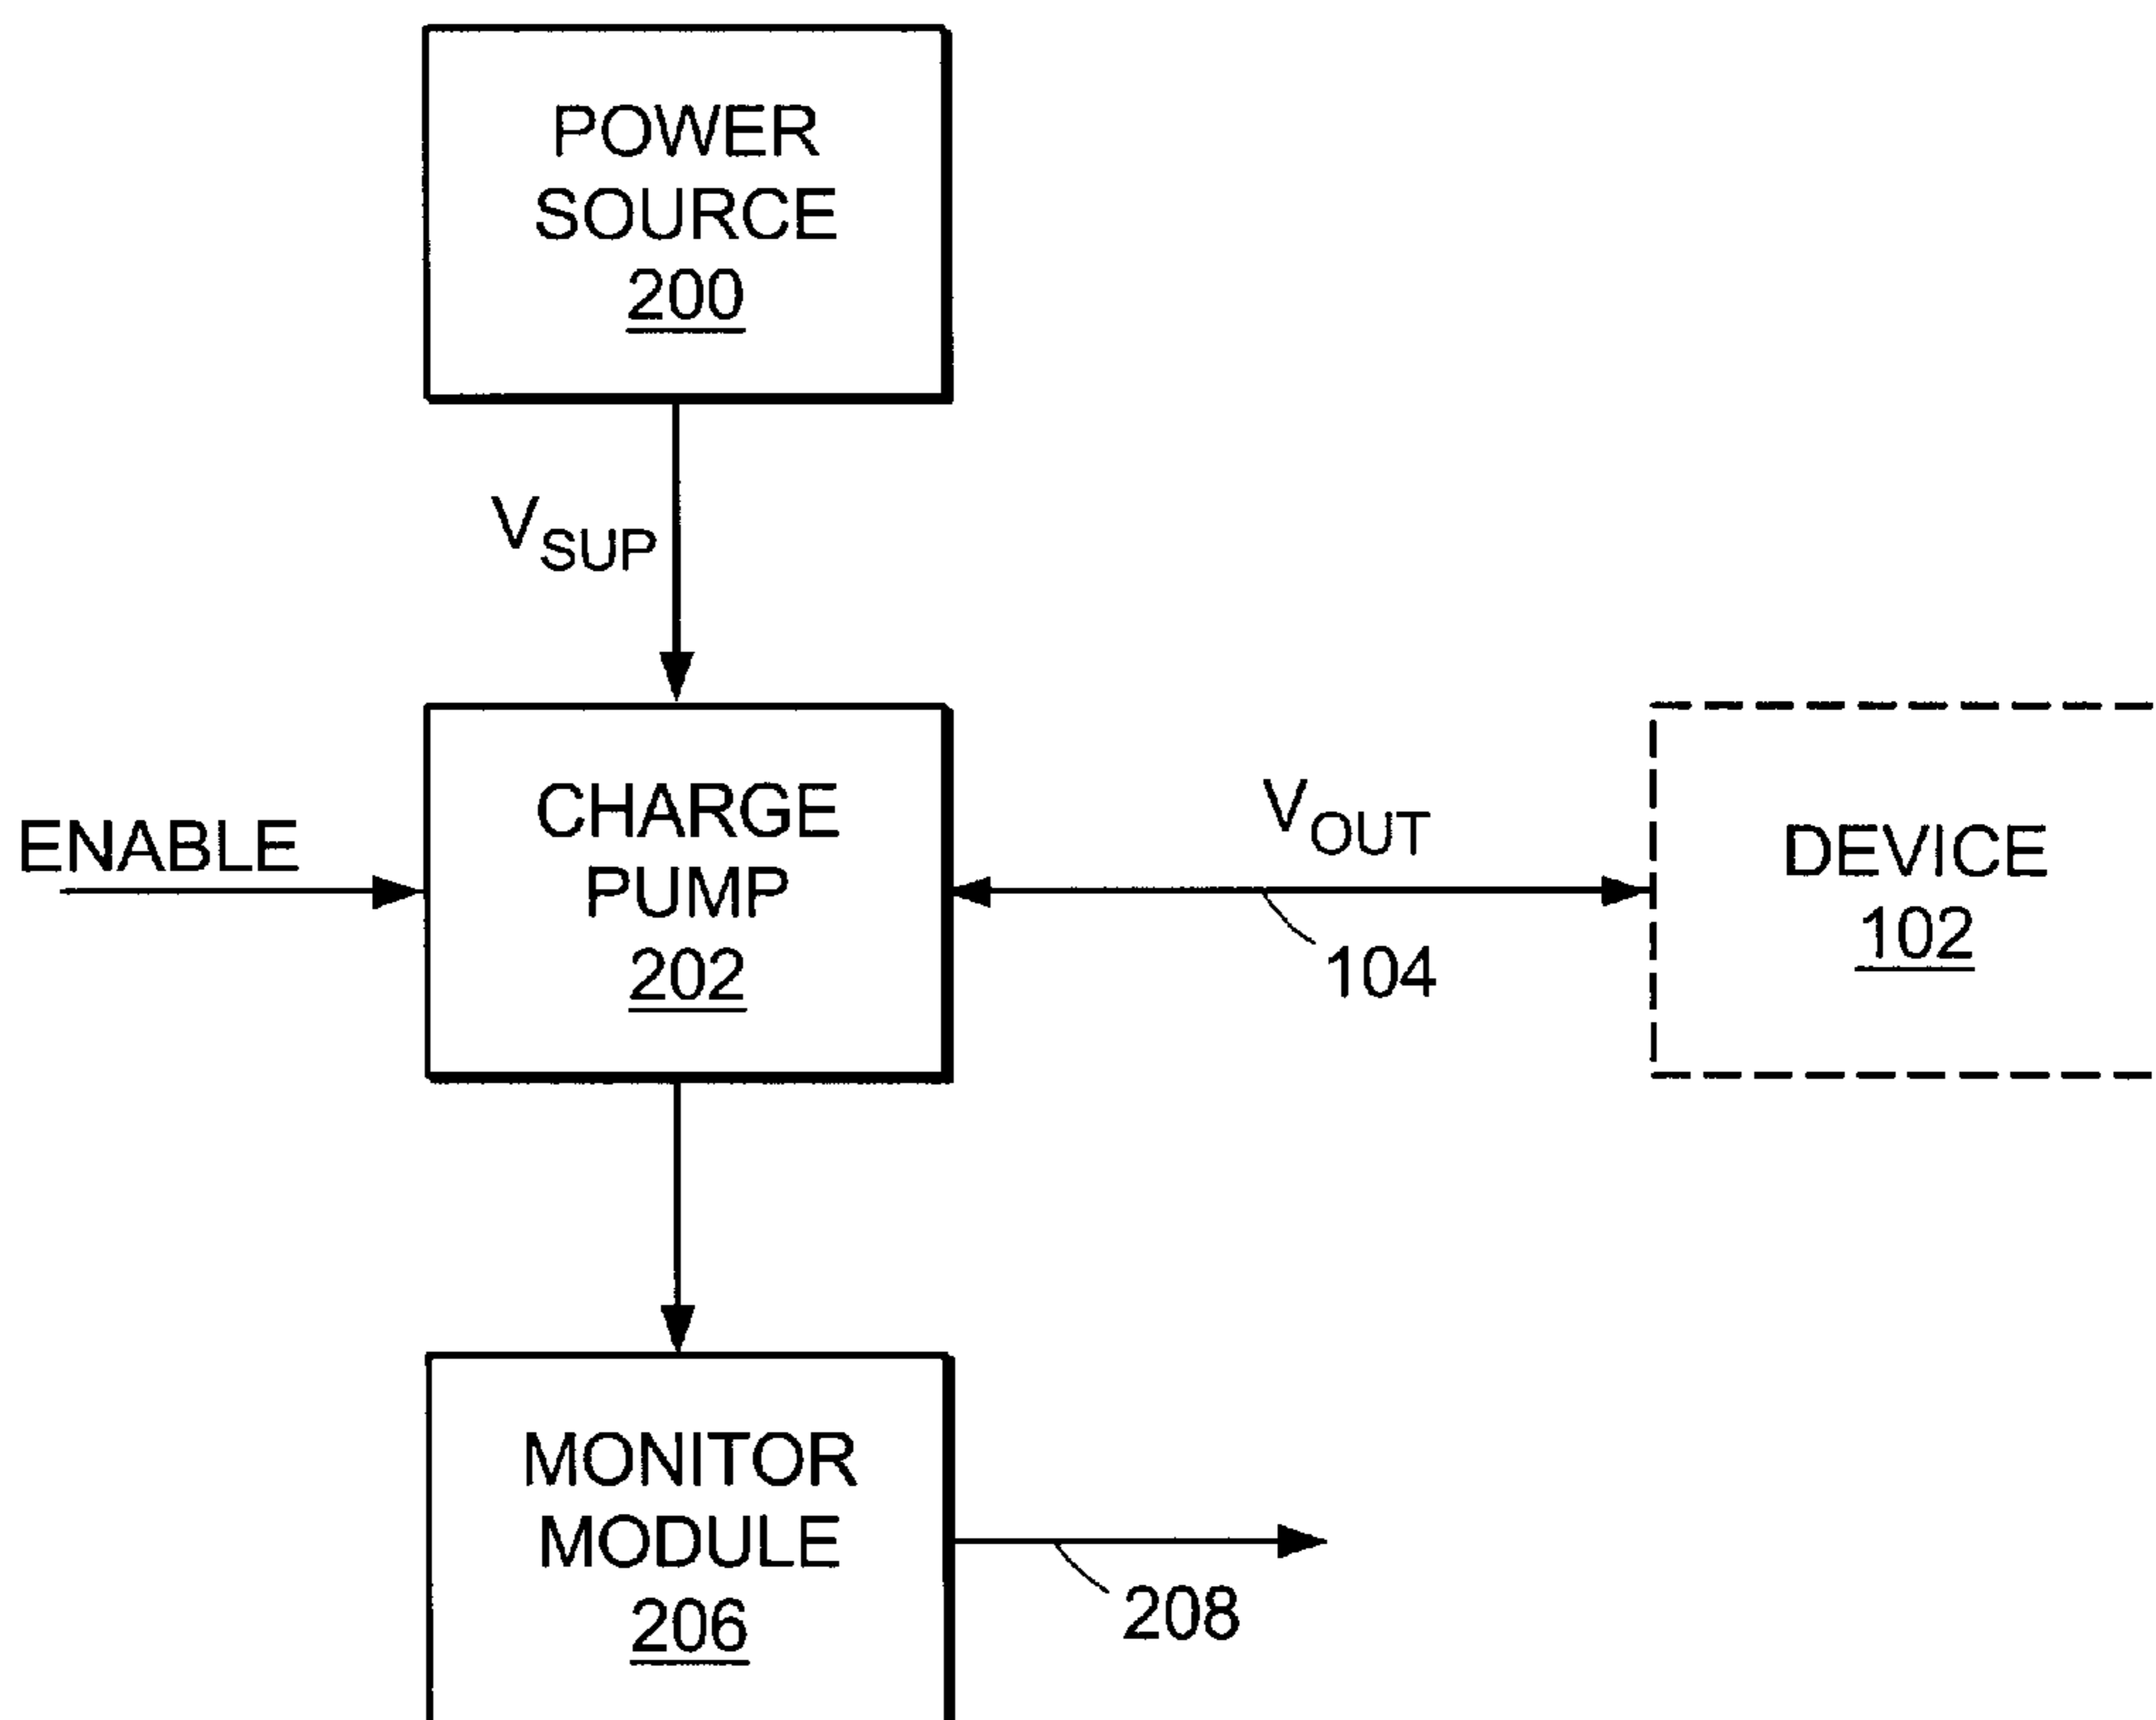 POWER
SOURCE
200
VSUP
ENABLE
CHARGE
PUMP
202
VOUT
104
DEVICE
102
MONITOR
MODULE
206
208